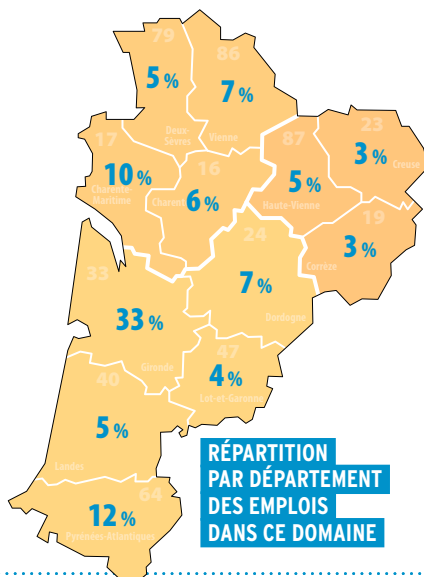 79
5 %
Deux-
Sèvres
86
7 %
Vienne
17
10 %
Charente-
Maritime
16
6 %
Charente
87
5 %
Haute-Vienne
23
3 %
Creuse
19
3 %
Corrèze
24
7 %
Dordogne
33
33 %
Gironde
47
4 %
Lot-et-Garonne
40
5 %
Landes
64
12 %
Pyrénées-Atlantiques
RÉPARTITION
PAR DÉPARTEMENT
DES EMPLOIS
DANS CE DOMAINE